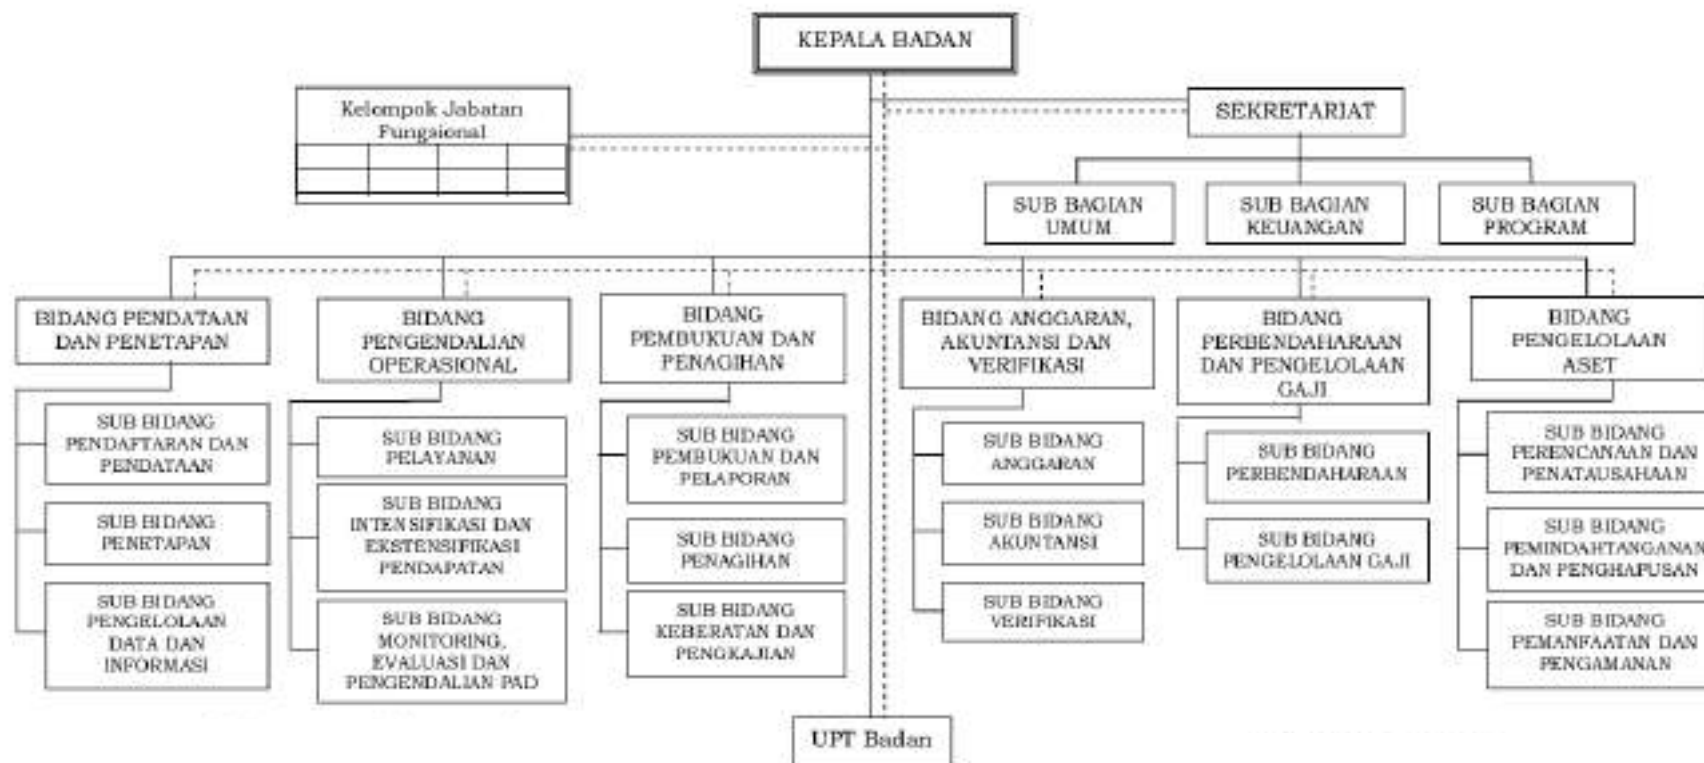 KEPALA BADAN
Kelompok Jabatan
Fungsional
SEKRETARIAT
SUB BAGIAN
UMUM
SUB BAGIAN
KEUANGAN
SUB BAGIAN
PROGRAM
BIDANG PENDATAAN
DAN PENETAPAN
BIDANG
PENGENDALIAN
OPERASIONAL
BIDANG
PEMBUKUAN DAN
PENAGIHAN
BIDANG ANGGARAN,
AKUNTANSI DAN
VERIFIKASI
BIDANG
PERBENDAHARAAN
DAN PENGELOLAAN
GAJI
BIDANG
PENGELOLAAN
ASET
SUB BIDANG
PENDAFTARAN DAN
PENDATAAN
SUB BIDANG
PENETAPAN
SUB BIDANG
PENGELOLAAN
DATA DAN
INFORMASI
SUB BIDANG
PELAYANAN
SUB BIDANG
INTENSIFIKASI DAN
EKSTENSIFIKASI
PENDAPATAN
SUB BIDANG
MONITORING,
EVALUASI DAN
PENGENDALIAN PAD
SUB BIDANG
PEMBUKUAN DAN
PELAPORAN
SUB BIDANG
PENAGIHAN
SUB BIDANG
KEBERATAN DAN
PENGKAJIAN
SUB BIDANG
ANGGARAN
SUB BIDANG
AKUNTANSI
SUB BIDANG
VERIFIKASI
SUB BIDANG
PERBENDAHARAAN
SUB BIDANG
PENGELOLAAN GAJI
SUB BIDANG
PERENCANAAN DAN
PENATAUSAHAAN
SUB BIDANG
PEMINDAHTANGANAN
DAN PENGHAPUSAN
SUB BIDANG
PEMANFAATAN DAN
PENGAMANAN
UPT Badan